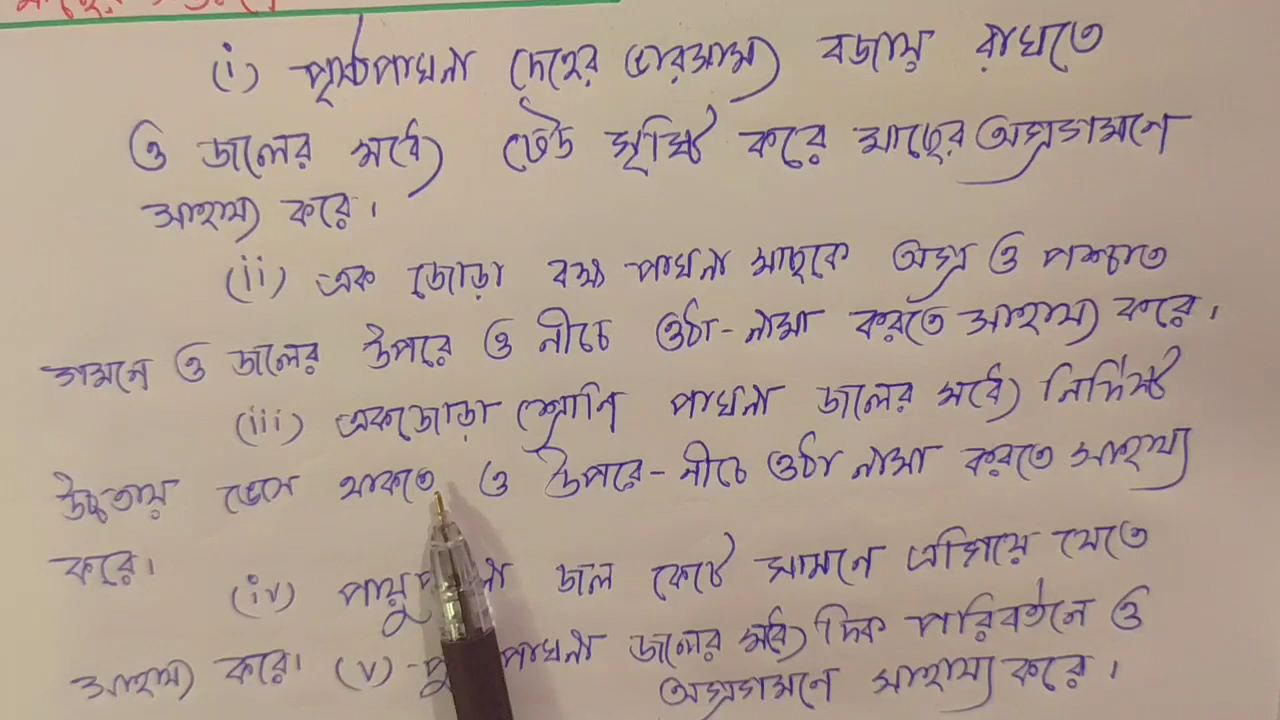 (i) পৃষ্ঠপাখনা দেহের ভারসাম্য বজায় রাখতে
ও জলের মধ্যে ঢেউ সৃষ্টি করে মাছের অগ্রগমনে
সাহায্য করে।
(ii) এক জোড়া বক্ষ পাখনা মাছকে অগ্র ও পশ্চাত
গমনে ও জলের উপরে ও নীচে ওঠা-নামা করতে সাহায্য করে।
(iii) একজোড়া শ্রোণি পাখনা জলের মধ্যে নির্দিষ্ট
উচ্চতায় ভেসে থাকতে ও উপরে-নীচে ওঠা নামা করতে সাহায্য
করে।
(iv) জল কেটে সামনে এগিয়ে যেতে
সাহায্য করে। (v) জলের মধ্যে দিক পরিবর্তনে ও
অগ্রগমনে সাহায্য করে।